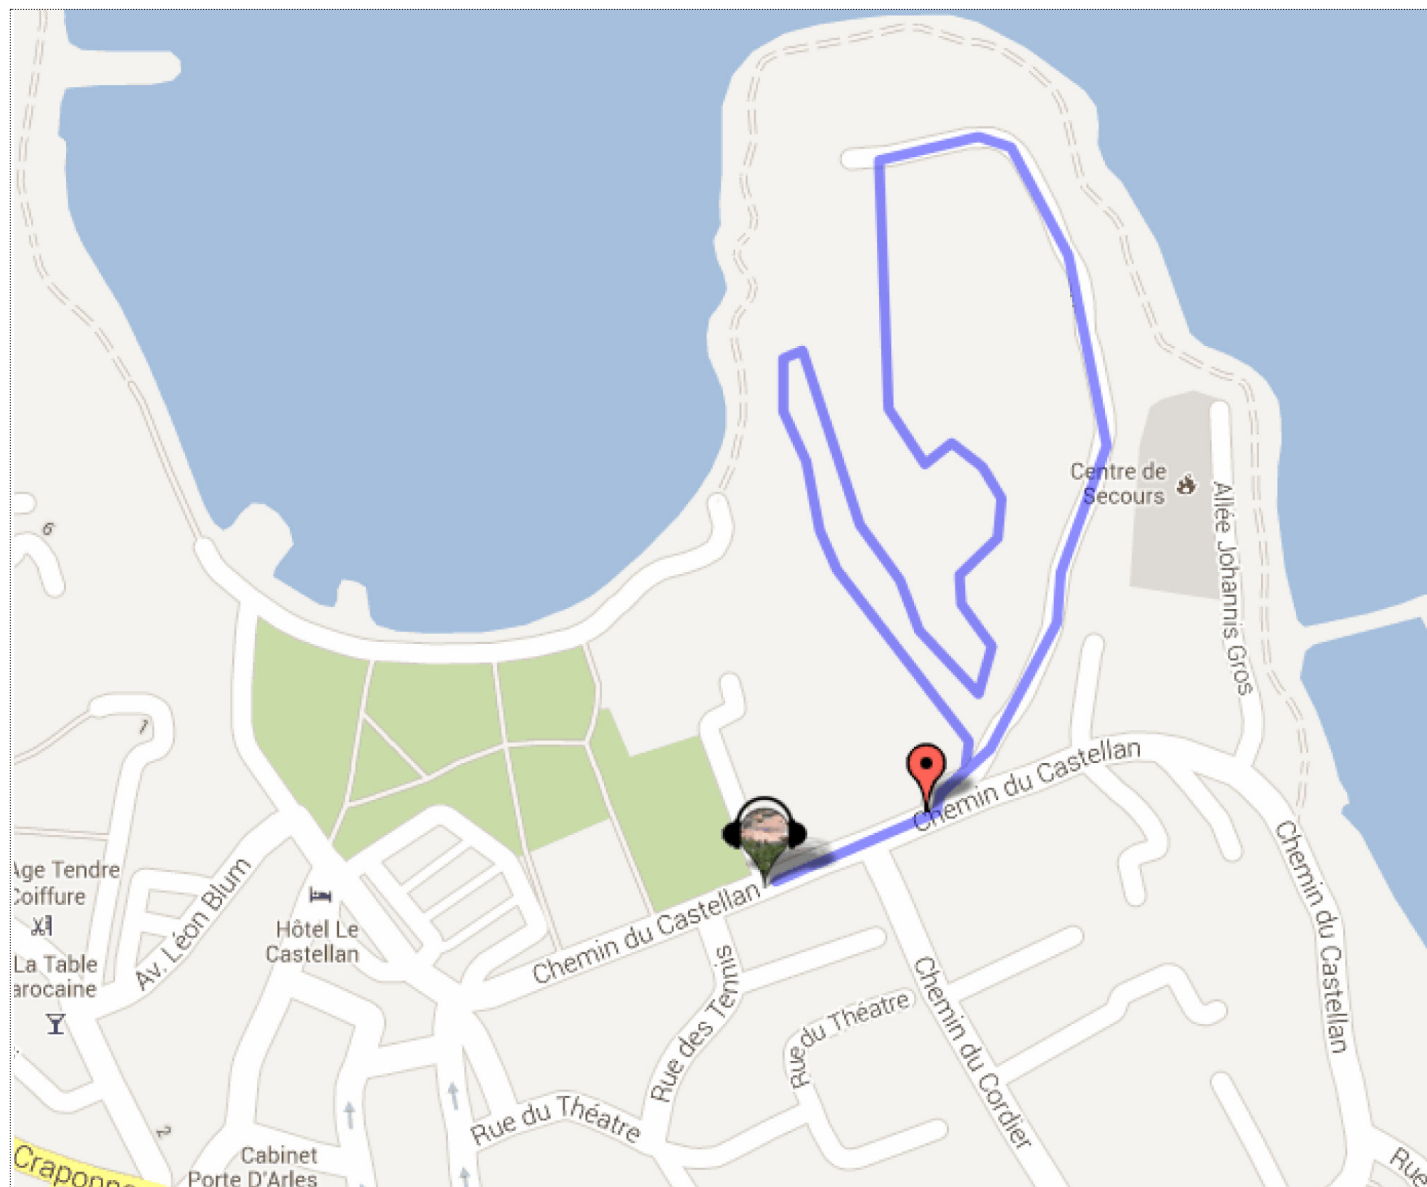 6
1
Centre de
Secours
Allée Johannis Gros
Chemin du Castellan
Chemin du Castellan
Chemin du Castellan
Age Tendre
Coiffure
Av. Léon Blum
Hôtel Le
Castellan
La Table
arocaine
Rue des Tennis
Rue du Théatre
Chemin du Cordier
Rue du Théatre
2
Cabinet
Porte D'Arles
Craponne
Rue